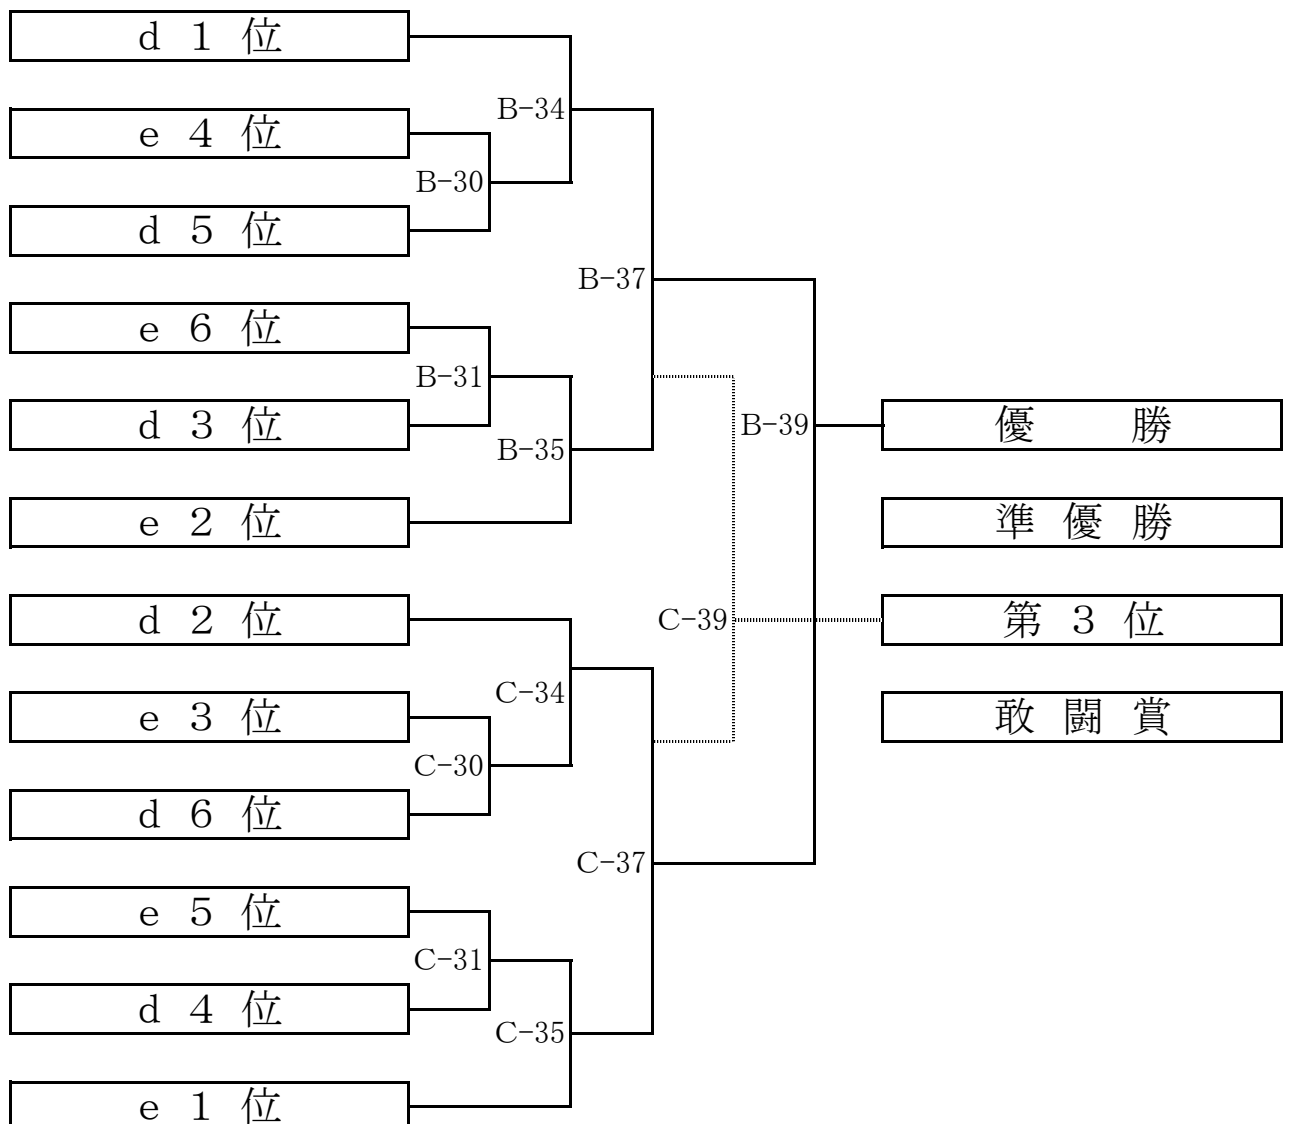 ｄ １ 位
B-34
ｅ ４ 位
B-30
ｄ ５ 位
B-37
ｅ ６ 位
B-31
ｄ ３ 位
B-39
優 勝
B-35
ｅ ２ 位
準 優 勝
ｄ ２ 位
C-39
第 ３ 位
C-34
ｅ ３ 位
敢 闘 賞
C-30
ｄ ６ 位
C-37
ｅ ５ 位
C-31
ｄ ４ 位
C-35
ｅ １ 位